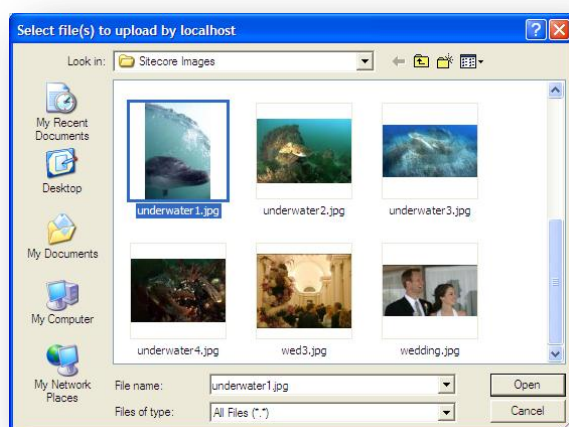 Select file(s) to upload by localhost
Look in:
Sitecore Images
My Recent
Documents
Desktop
My Documents
My Computer
My Network
Places
underwater1.jpg
underwater2.jpg
underwater3.jpg
underwater4.jpg
wed3.jpg
wedding.jpg
File name:
underwater1.jpg
Open
Files of type:
All Files (*.*)
Cancel